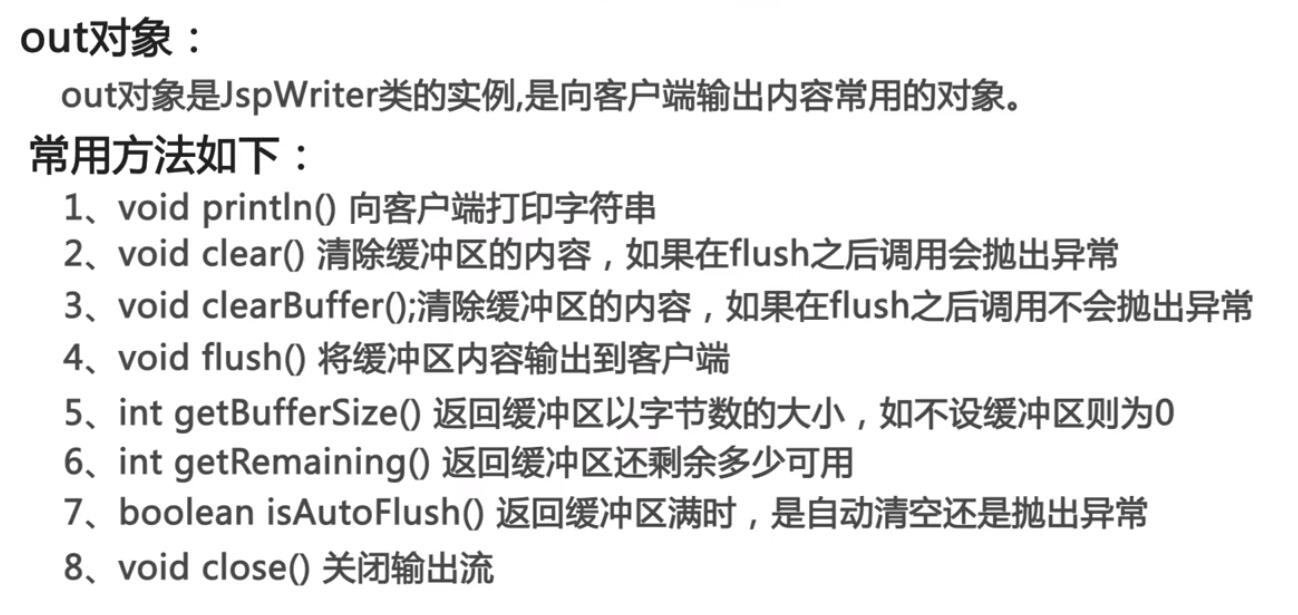 out对象：
out对象是JspWriter类的实例,是向客户端输出内容常用的对象。
常用方法如下：
1、void println() 向客户端打印字符串
2、void clear() 清除缓冲区的内容，如果在flush之后调用会抛出异常
3、void clearBuffer();清除缓冲区的内容，如果在flush之后调用不会抛出异常
4、void flush() 将缓冲区内容输出到客户端
5、int getBufferSize() 返回缓冲区以字节数的大小，如不设缓冲区则为0
6、int getRemaining() 返回缓冲区还剩余多少可用
7、boolean isAutoFlush() 返回缓冲区满时，是自动清空还是抛出异常
8、void close() 关闭输出流